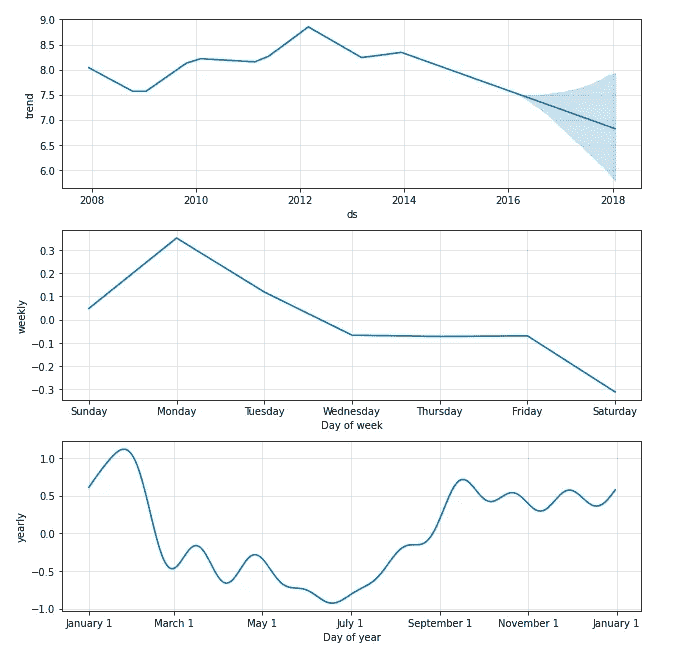 9.0
8.5
8.0
7.5
7.0
6.5
6.0
trend
2008 2010 2012 2014 2016 2018
ds
0.3
0.2
0.1
0.0
−0.1
−0.2
−0.3
weekly
Sunday Monday Tuesday Wednesday Thursday Friday Saturday
Day of week
1.0
0.5
0.0
−0.5
−1.0
yearly
January 1 March 1 May 1 July 1 September 1 November 1 January 1
Day of year